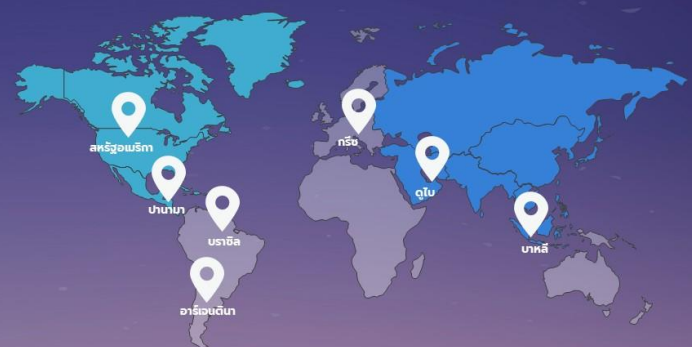 สหรัฐอเมริกา
กรีซ
ปานามา
ดูไบ
บราซิล
บาหลี
อาร์เจนตินา